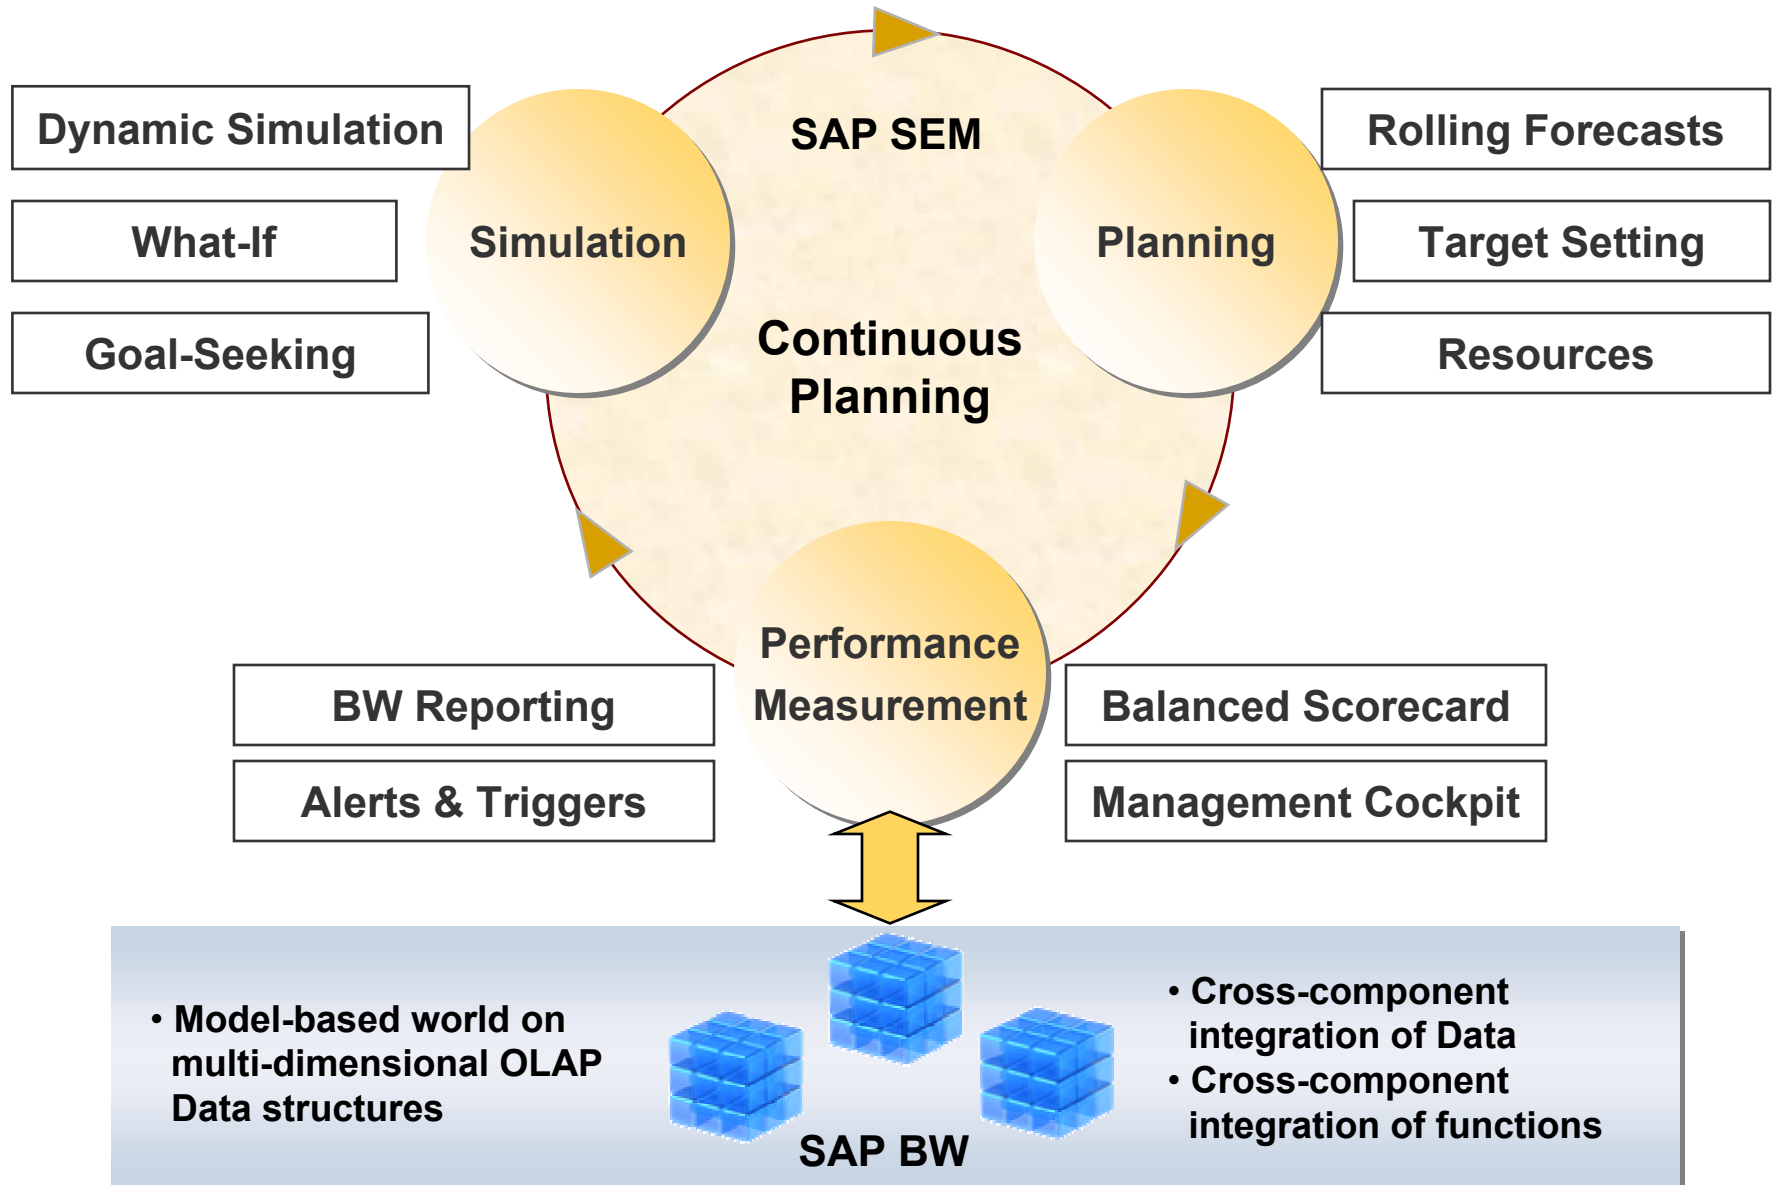 SAP SEM
Dynamic Simulation
What-If
Goal-Seeking
Simulation
Continuous
Planning
Planning
Rolling Forecasts
Target Setting
Resources
Performance
Measurement
BW Reporting
Alerts & Triggers
Balanced Scorecard
Management Cockpit
• Model-based world on
multi-dimensional OLAP
Data structures
• Cross-component
integration of Data
• Cross-component
integration of functions
SAP BW